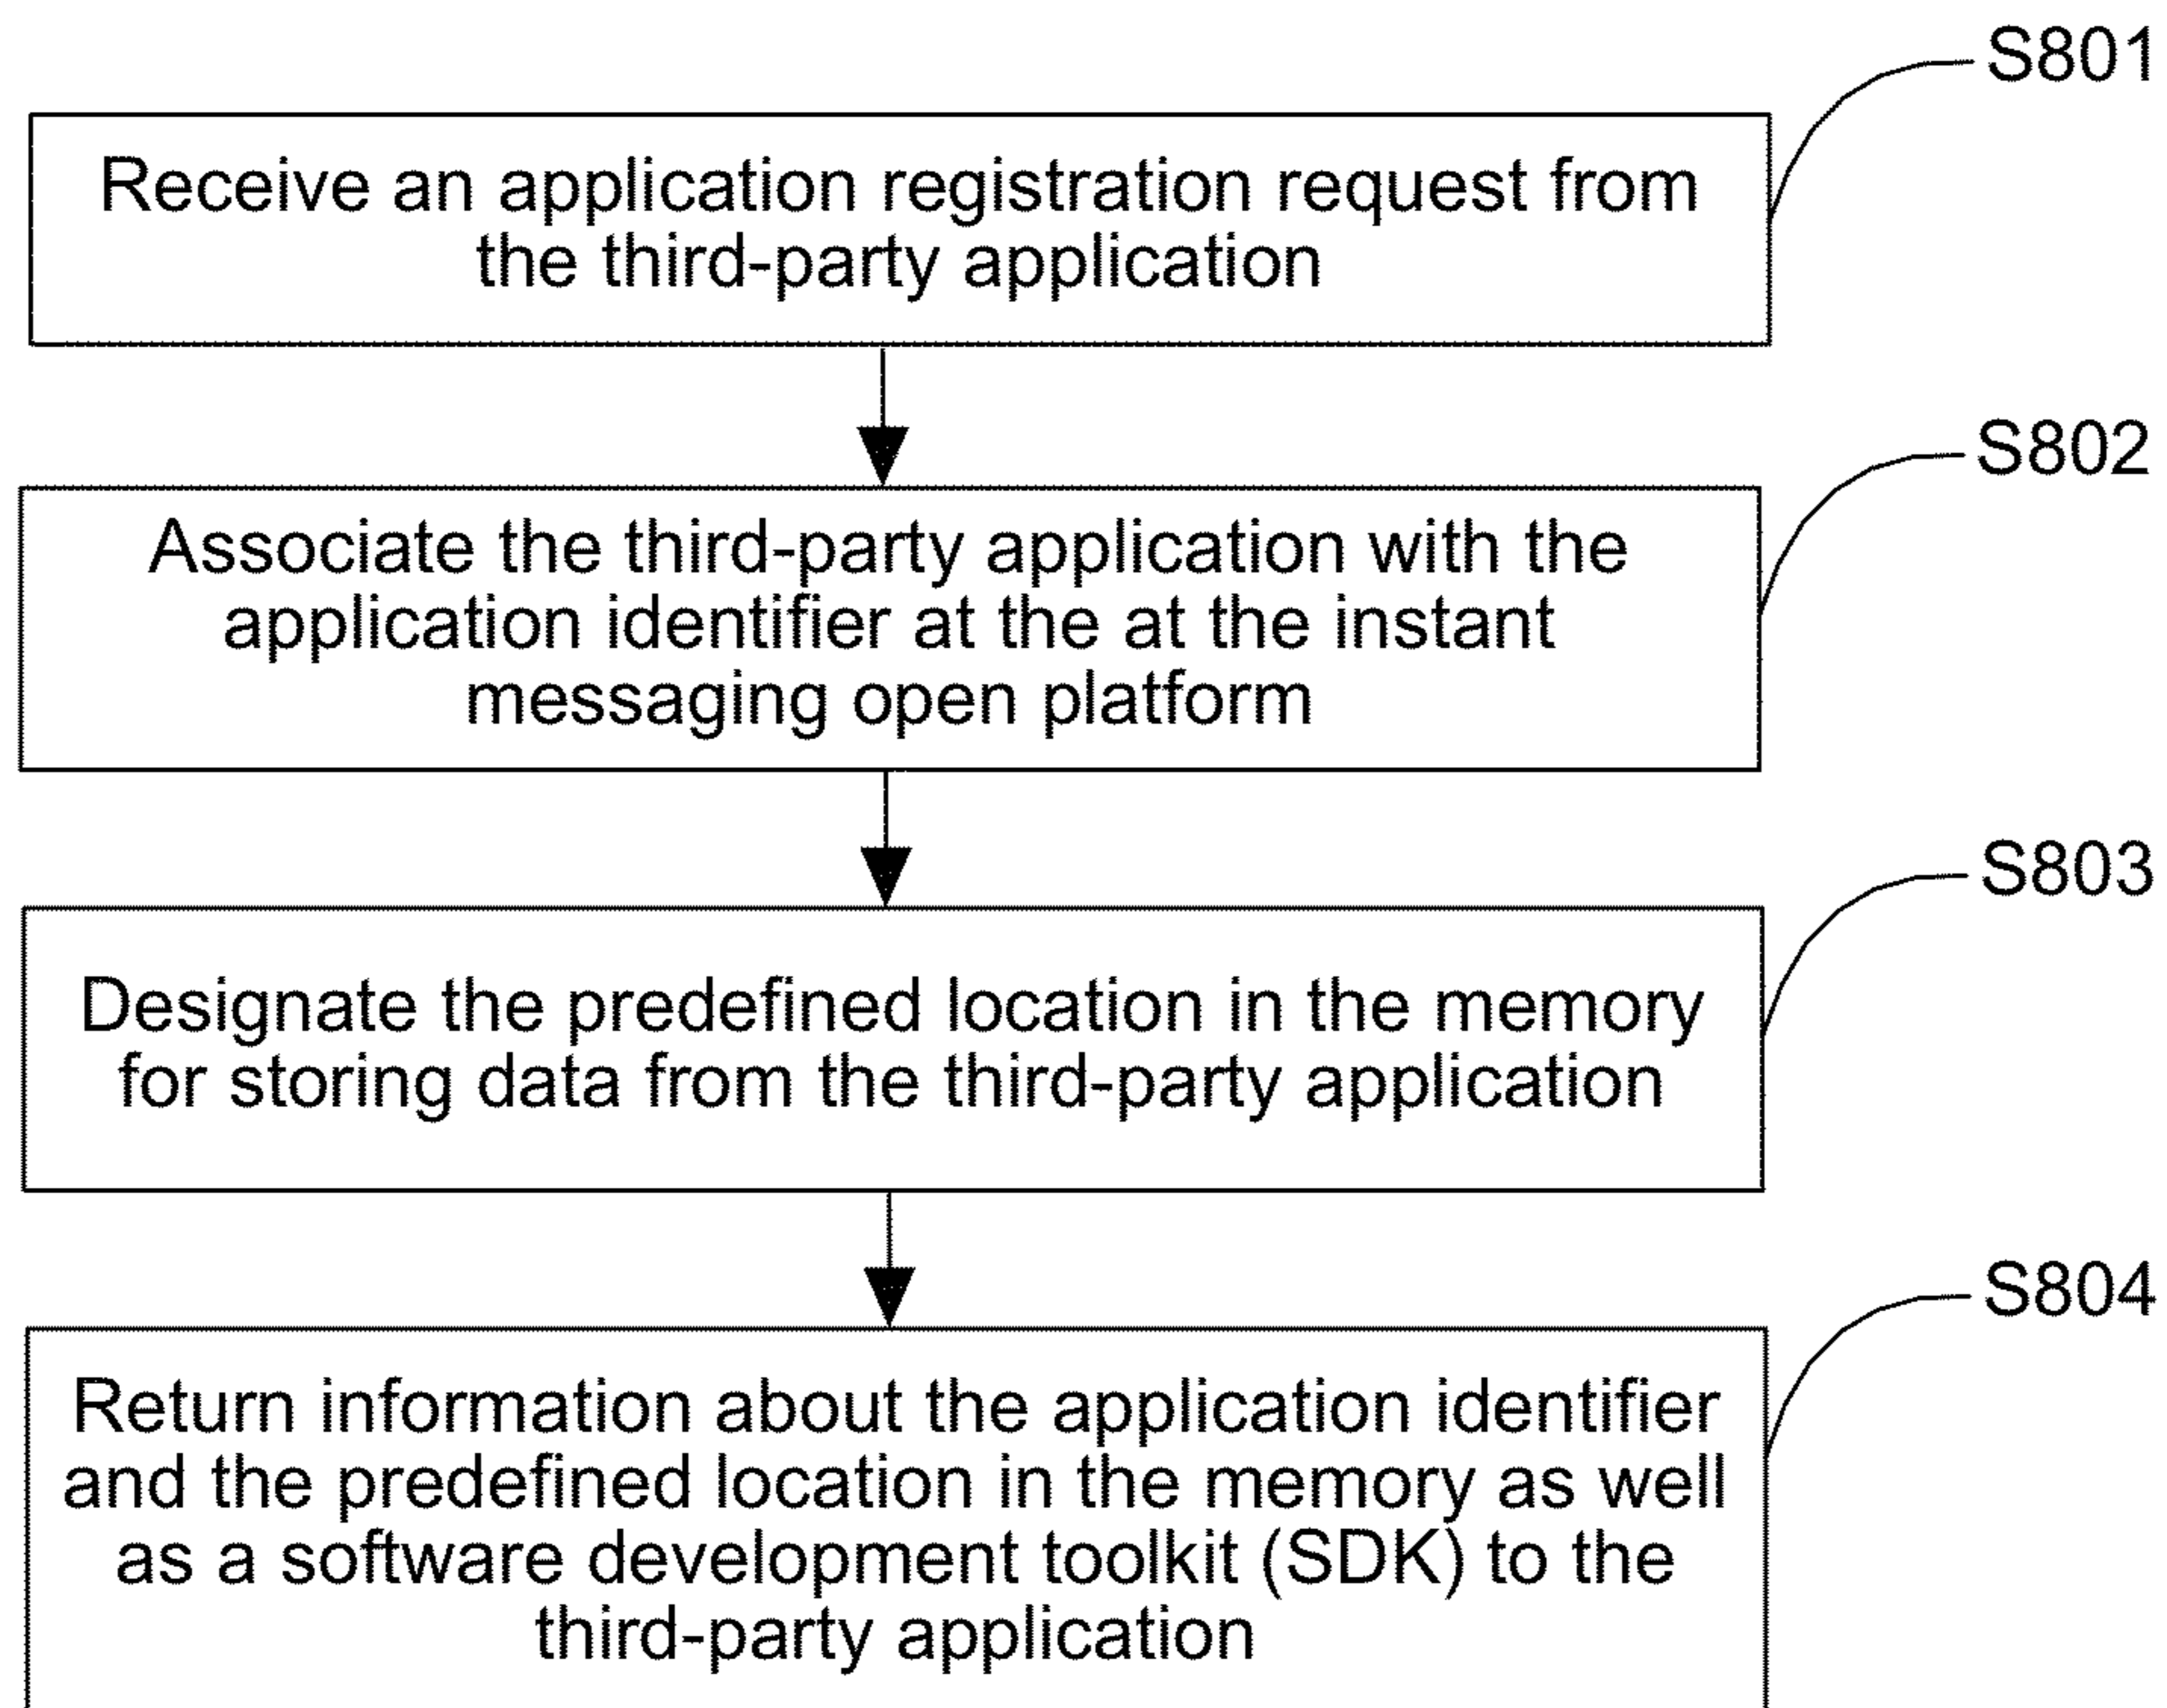 S801
Receive an application registration request from
the third-party application
S802
Associate the third-party application with the
application identifier at the at the instant
messaging open platform
S803
Designate the predefined location in the memory
for storing data from the third-party application
S804
Return information about the application identifier
and the predefined location in the memory as well
as a software development toolkit (SDK) to the
third-party application